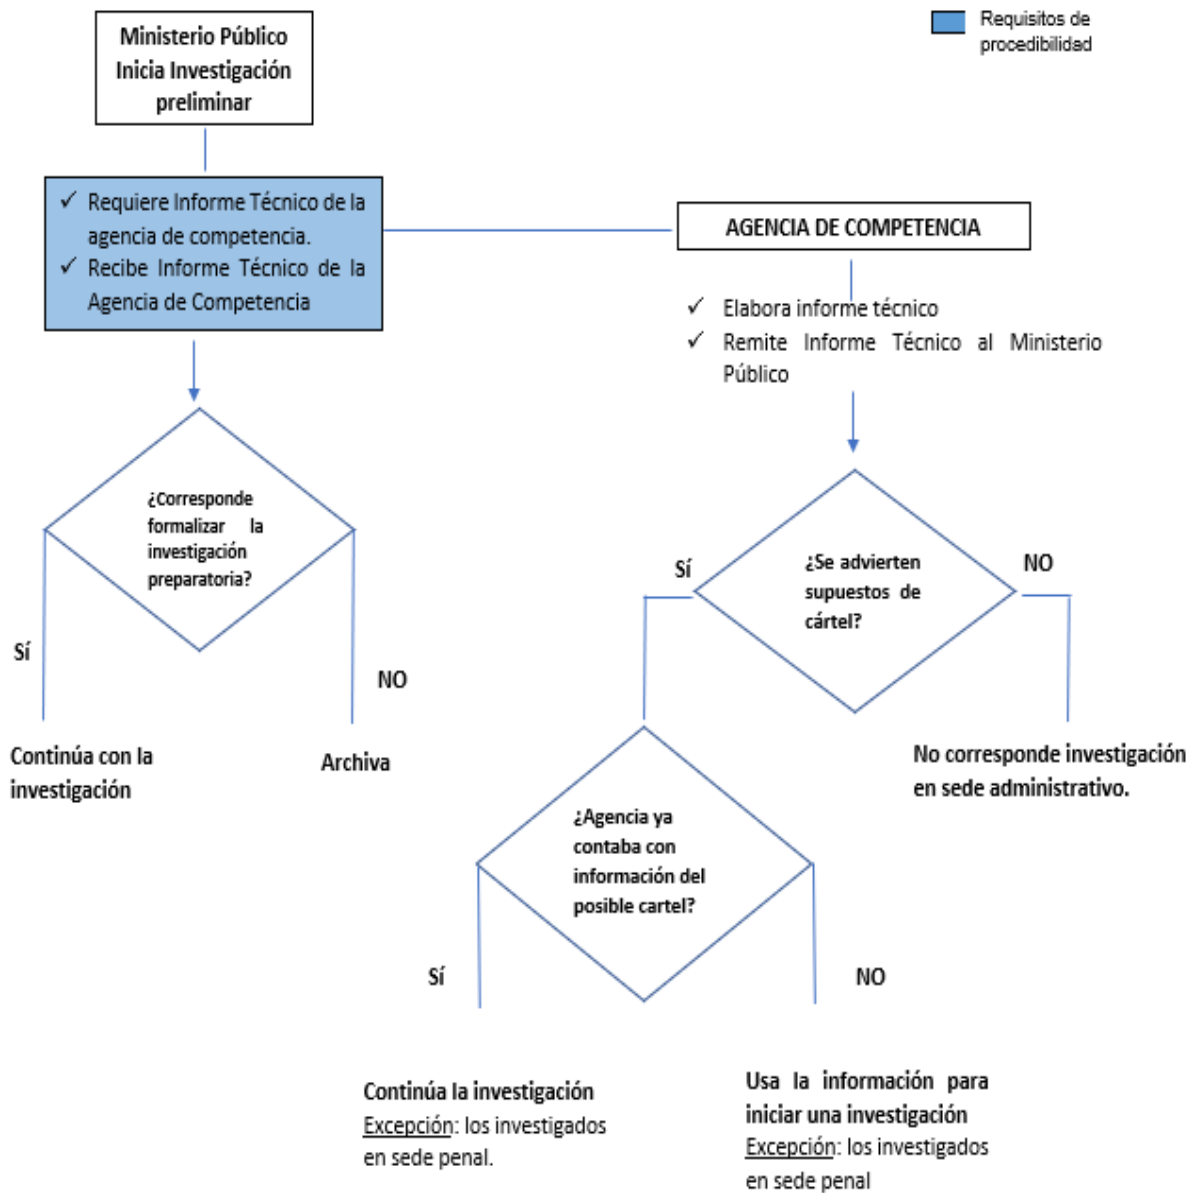 Requisitos de
procedibilidad
Ministerio Público
Inicia Investigación
preliminar
✓ Requiere Informe Técnico de la
agencia de competencia.
✓ Recibe Informe Técnico de la
Agencia de Competencia
AGENCIA DE COMPETENCIA
✓ Elabora informe técnico
✓ Remite Informe Técnico al Ministerio
Público
¿Corresponde
formalizar la
investigación
preparatoria?
Sí
NO
Continúa con la
investigación
Archiva
¿Se advierten
supuestos de
cártel?
Sí
NO
No corresponde investigación
en sede administrativo.
¿Agencia ya
contaba con
información del
posible cartel?
Sí
NO
Continúa la investigación
Excepción: los investigados
en sede penal.
Usa la información para
iniciar una investigación
Excepción: los investigados
en sede penal